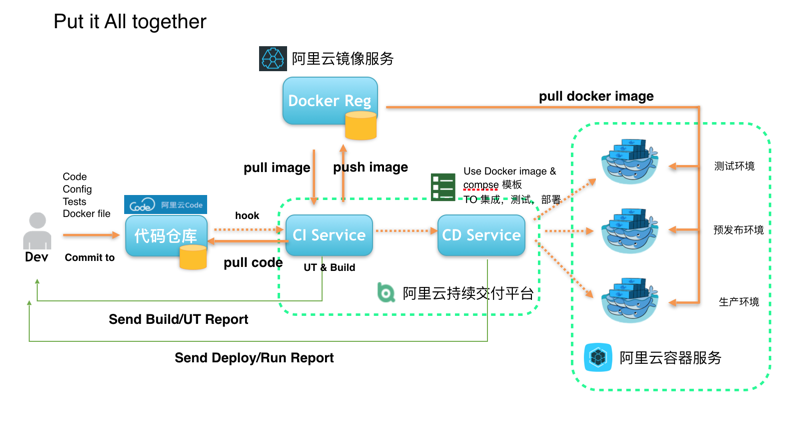 Put it All together
阿里云镜像服务
Docker Reg
pull docker image
pull image
push image
Use Docker image &
compse 模板
TO 集成，测试，部署
Code
Config
Tests
Docker file
Code 阿里云Code
hook
Dev
Commit to
代码仓库
CI Service
CD Service
pull code
UT & Build
阿里云持续交付平台
测试环境
预发布环境
生产环境
Send Build/UT Report
Send Deploy/Run Report
阿里云容器服务